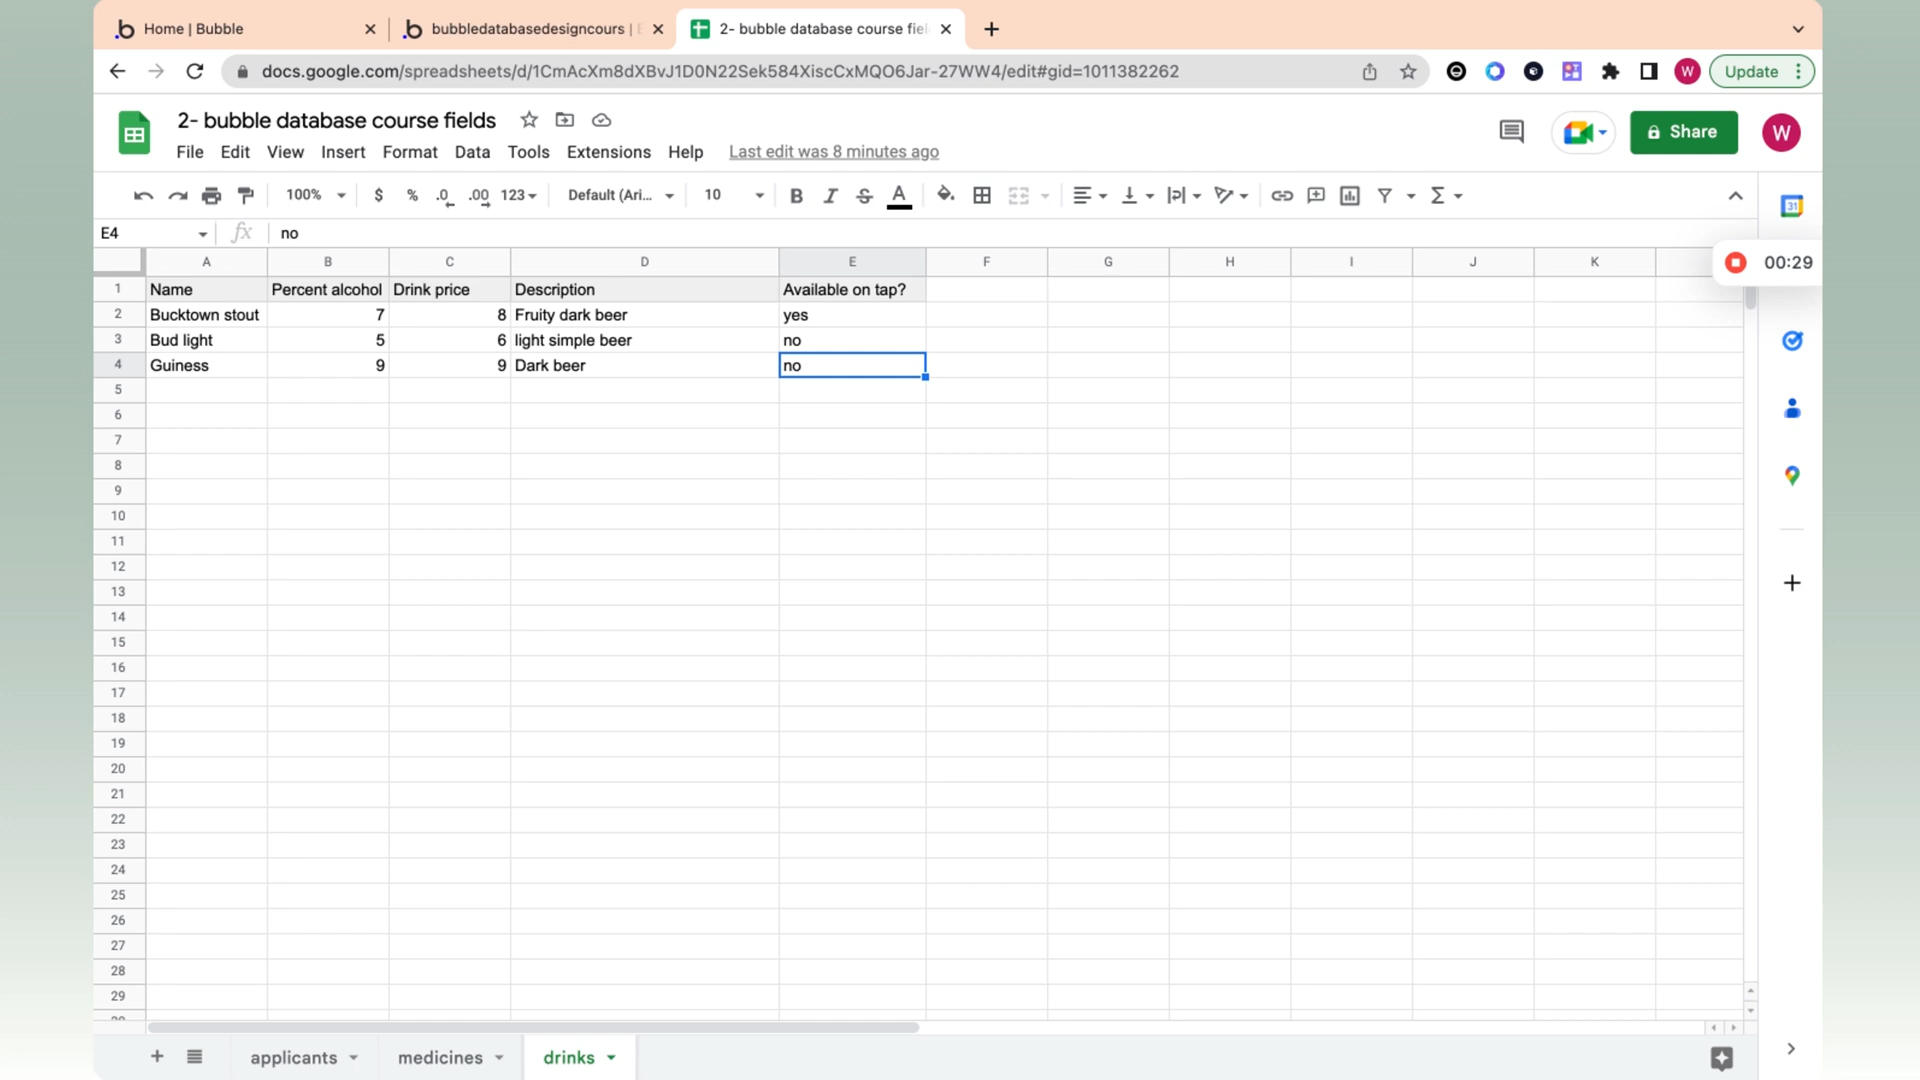 Home | Bubble
bubbledatabasedesigncours |
2- bubble database course fiel
docs.google.com/spreadsheets/d/1CmAcXm8dXBvJ1D0N22Sek584XiscCxMQO6Jar-27WW4/edit#gid=1011382262
W
Update
2- bubble database course fields
File Edit View Insert Format Data Tools Extensions Help Last edit was 8 minutes ago
Share
W
100% $ % .0 .00 123 Default (Ari... 10 B I S A
E4 fx no
31
00:29
A B C D E F G H I J K
1 Name Percent alcohol Drink price Description Available on tap?
2 Bucktown stout 7 8 Fruity dark beer yes
3 Bud light 5 6 light simple beer no
4 Guiness 9 9 Dark beer no
5
6
7
8
9
10
11
12
13
14
15
16
17
18
19
20
21
22
23
24
25
26
27
28
29
applicants medicines drinks